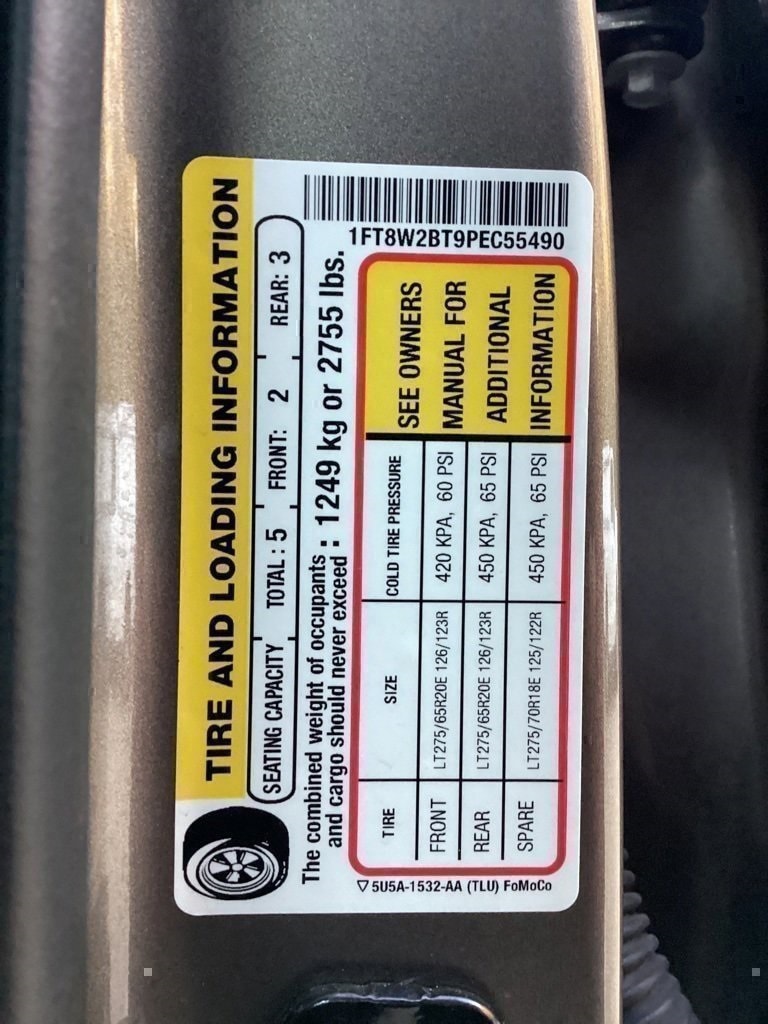 TIRE AND LOADING INFORMATION
SEATING CAPACITY TOTAL : 5 FRONT: 2 REAR: 3
The combined weight of occupants
and cargo should never exceed : 1249 kg or 2755 lbs.
TIRE SIZE COLD TIRE PRESSURE
FRONT LT275/65R20E 126/123R 420 KPA, 60 PSI
REAR LT275/65R20E 126/123R 450 KPA, 65 PSI
SPARE LT275/70R18E 125/122R 450 KPA, 65 PSI
SEE OWNERS
MANUAL FOR
ADDITIONAL
INFORMATION
1FT8W2BT9PEC55490
▽ 5U5A-1532-AA (TLU) FoMoCo